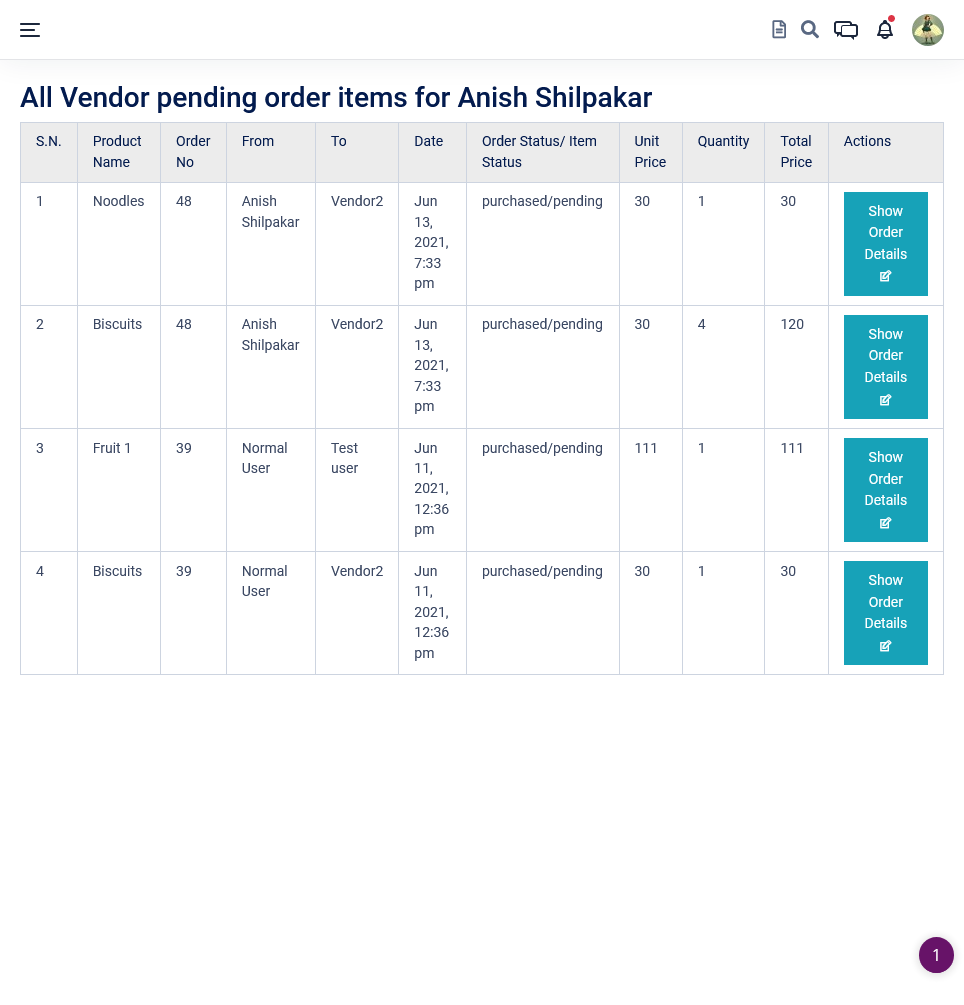 All Vendor pending order items for Anish Shilpakar
S.N. Product Name Order No From To Date Order Status/ Item Status Unit Price Quantity Total Price Actions
1 Noodles 48 Anish Shilpakar Vendor2 Jun 13, 2021, 7:33 pm purchased/pending 30 1 30 Show Order Details
2 Biscuits 48 Anish Shilpakar Vendor2 Jun 13, 2021, 7:33 pm purchased/pending 30 4 120 Show Order Details
3 Fruit 1 39 Normal User Test user Jun 11, 2021, 12:36 pm purchased/pending 111 1 111 Show Order Details
4 Biscuits 39 Normal User Vendor2 Jun 11, 2021, 12:36 pm purchased/pending 30 1 30 Show Order Details
1